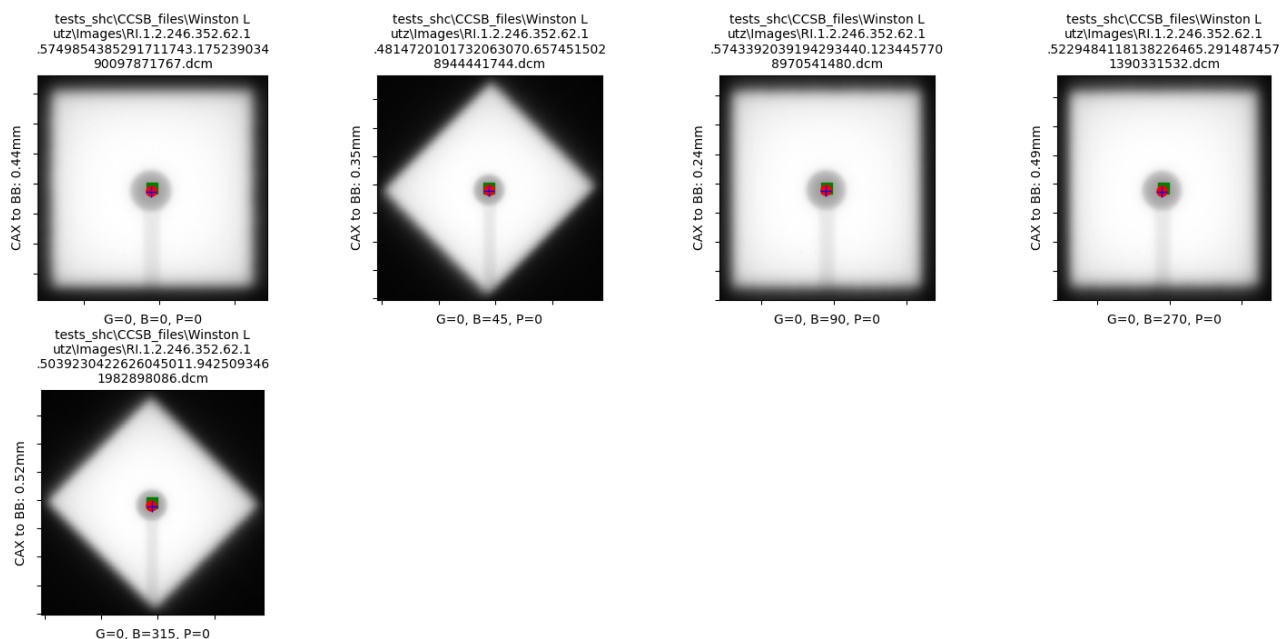 tests_shc\CCSB_files\Winston L
utz\Images\RI.1.2.246.352.62.1
.5749854385291711743.175239034
90097871767.dcm
CAX to BB: 0.44mm
G=0, B=0, P=0
tests_shc\CCSB_files\Winston L
utz\Images\RI.1.2.246.352.62.1
.4814720101732063070.657451502
8944441744.dcm
CAX to BB: 0.35mm
G=0, B=45, P=0
tests_shc\CCSB_files\Winston L
utz\Images\RI.1.2.246.352.62.1
.5743392039194293440.123445770
8970541480.dcm
CAX to BB: 0.24mm
G=0, B=90, P=0
tests_shc\CCSB_files\Winston L
utz\Images\RI.1.2.246.352.62.1
.5229484118138226465.291487457
1390331532.dcm
CAX to BB: 0.49mm
G=0, B=270, P=0
tests_shc\CCSB_files\Winston L
utz\Images\RI.1.2.246.352.62.1
.5039230422626045011.942509346
1982898086.dcm
CAX to BB: 0.52mm
G=0, B=315, P=0